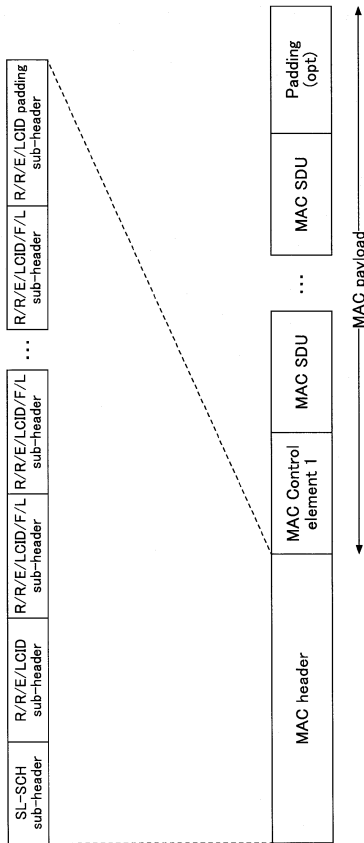 SL-SCH
sub-header
R/R/E/LCID
sub-header
R/R/E/LCID/F/L
sub-header
R/R/E/LCID/F/L
sub-header
...
R/R/E/LCID/F/L
sub-header
R/R/E/LCID padding
sub-header
MAC header
MAC Control
element 1
MAC SDU
...
MAC SDU
Padding
(opt)
MAC payload